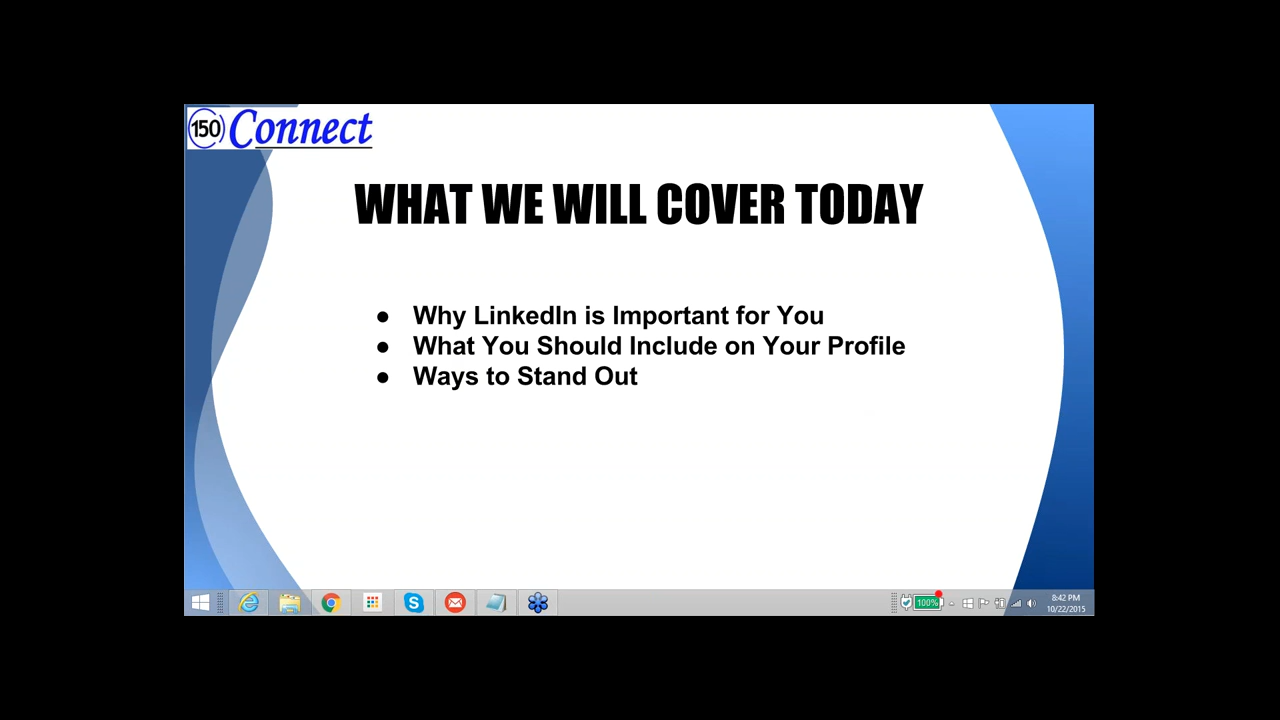 150 Connect
WHAT WE WILL COVER TODAY
● Why LinkedIn is Important for You
● What You Should Include on Your Profile
● Ways to Stand Out
100%
8:42 PM
10/22/2015